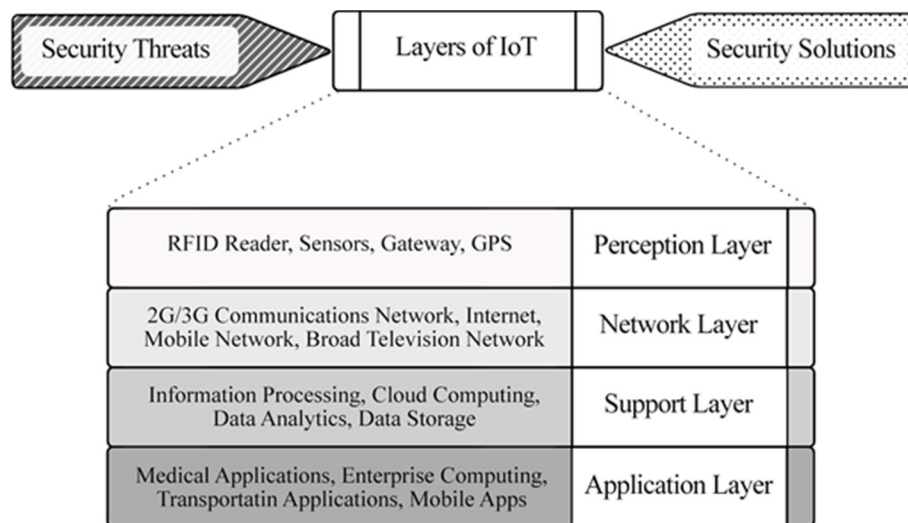 Security Threats
Layers of IoT
Security Solutions
RFID Reader, Sensors, Gateway, GPS
Perception Layer
2G/3G Communications Network, Internet,
Mobile Network, Broad Television Network
Network Layer
Information Processing, Cloud Computing,
Data Analytics, Data Storage
Support Layer
Medical Applications, Enterprise Computing,
Transportatin Applications, Mobile Apps
Application Layer